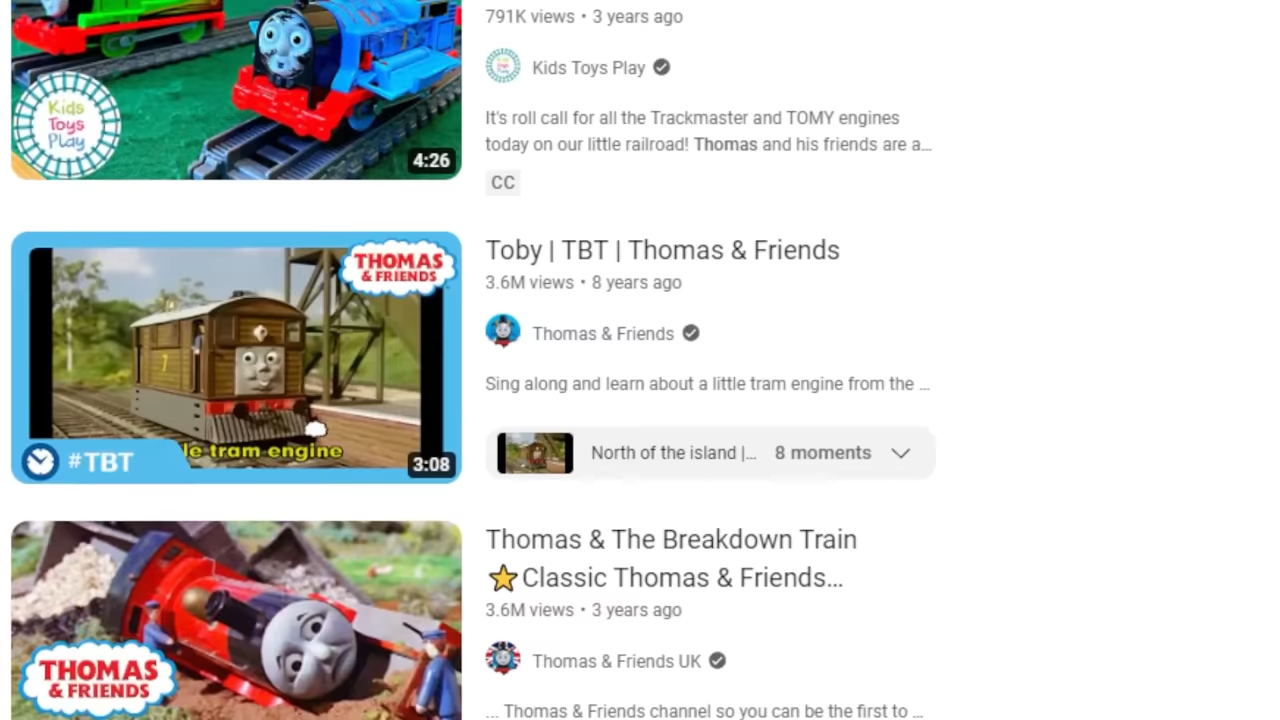 791K views • 3 years ago
Kids Toys Play
Kids
Toys
Play
It's roll call for all the Trackmaster and TOMY engines
today on our little railroad! Thomas and his friends are a...
4:26
CC
Toby | TBT | Thomas & Friends
3.6M views • 8 years ago
THOMAS
& FRIENDS
Thomas & Friends
7
Sing along and learn about a little tram engine from the ...
le tram engine
#TBT
3:08
North of the island |... 8 moments
Thomas & The Breakdown Train
⭐Classic Thomas & Friends...
3.6M views • 3 years ago
Thomas & Friends UK
THOMAS
& FRIENDS
... Thomas & Friends channel so you can be the first to ...